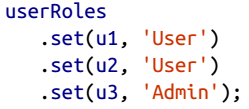 userRoles
    .set(u1, 'User')
    .set(u2, 'User')
    .set(u3, 'Admin');